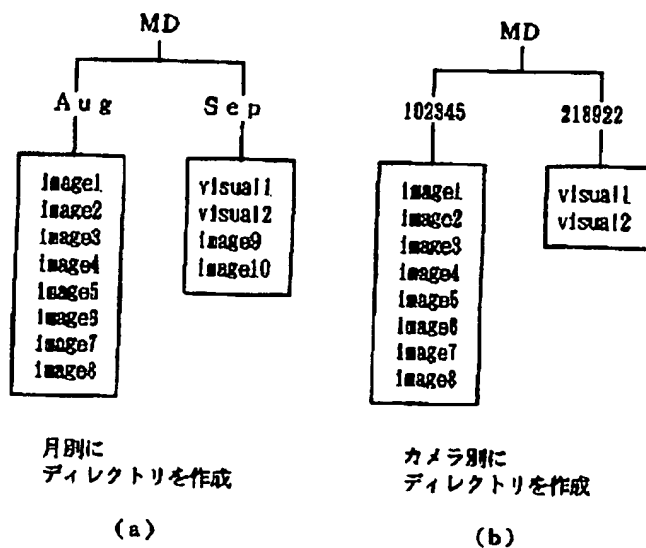 MD
Aug
Sep
image1
image2
image3
image4
image5
image6
image7
image8
visual1
visual2
image9
image10
月別に
ディレクトリを作成
(a)
MD
102345
218922
image1
image2
image3
image4
image5
image6
image7
image8
visual1
visual2
カメラ別に
ディレクトリを作成
(b)